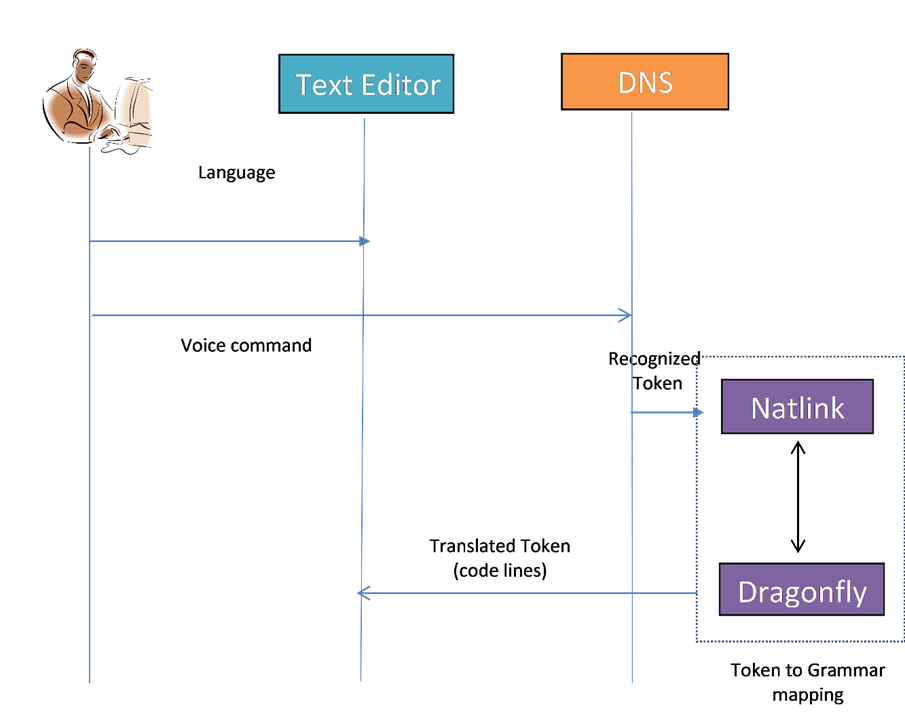 Text Editor
DNS
Language
Voice command
Recognized
Token
Natlink
Translated Token
(code lines)
Dragonfly
Token to Grammar
mapping